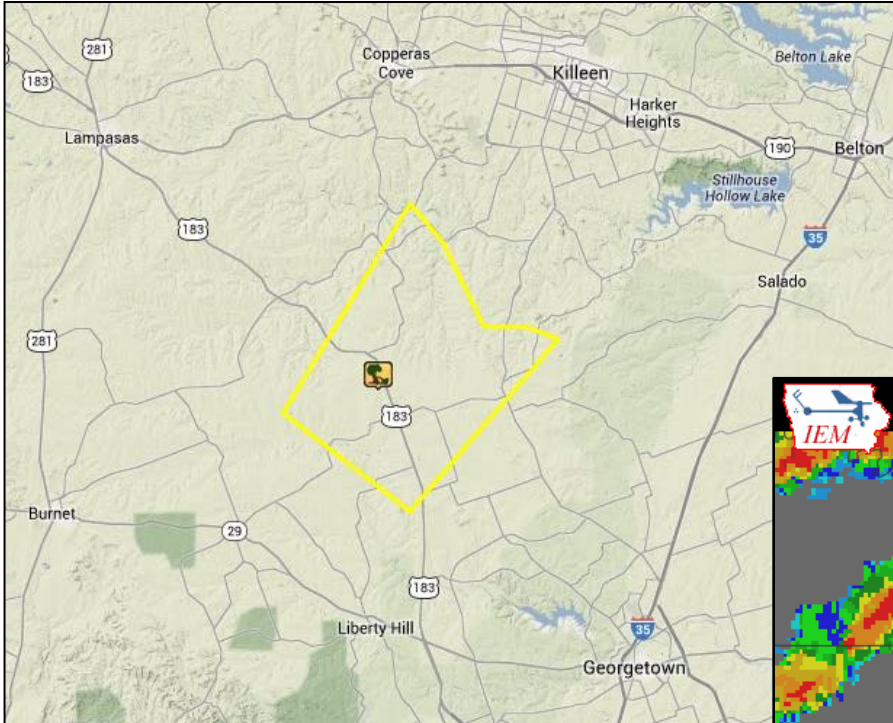 281
183
Copperas
Cove
Killeen
Belton Lake
Harker
Heights
Lampasas
190
Belton
Stillhouse
Hollow Lake
183
35
Salado
281
183
IEM
Burnet
29
183
Liberty Hill
35
Georgetown